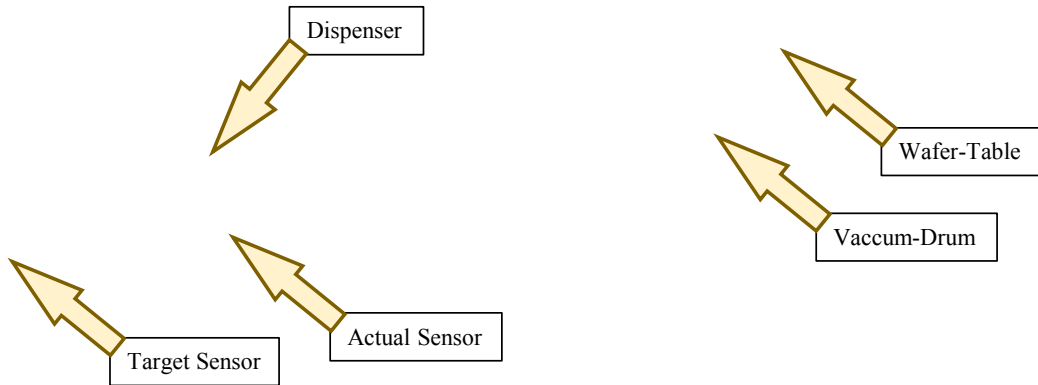 Dispenser
Wafer-Table
Vaccum-Drum
Actual Sensor
Target Sensor